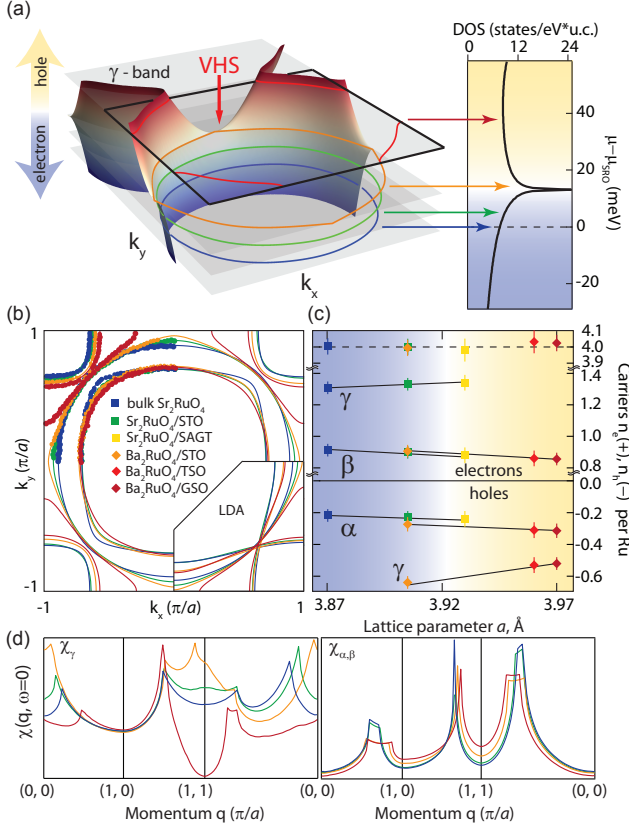 (a)
hole
electron
γ - band
VHS
k_y
k_x
DOS (states/eV*u.c.)
0 12 24
40
20
0
-20
μ−μ_SRO (meV)
(b)
1
k_y (π/a)
-1
-1 k_x (π/a) 1
bulk Sr₂RuO₄
Sr₂RuO₄/STO
Sr₂RuO₄/SAGT
Ba₂RuO₄/STO
Ba₂RuO₄/TSO
Ba₂RuO₄/GSO
LDA
(c)
4.1
4.0
3.9
1.4
1.2
1.0
0.8
0.0
-0.2
-0.4
-0.6
γ
β
electrons
holes
α
γ
3.87 3.92 3.97
Lattice parameter a, Å
Carriers n_e(+), n_h(−) per Ru
(d)
χ_γ
χ_α,β
χ(q, ω=0)
(0, 0) (1, 0) (1, 1) (0, 0)
(0, 0) (1, 0) (1, 1) (0, 0)
Momentum q (π/a)
Momentum q (π/a)